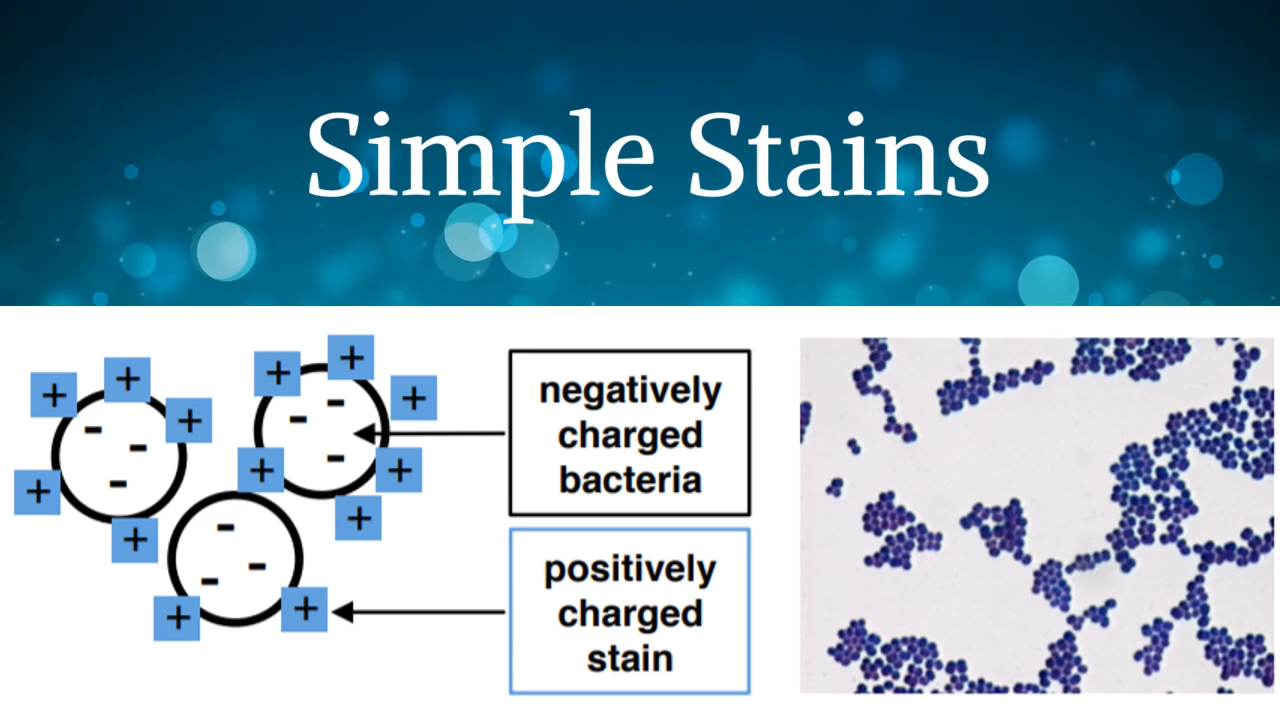 Simple Stains
negatively
charged
bacteria
positively
charged
stain
+ + + + +
- - -
+ + + + + +
- - -
+ +
- - -